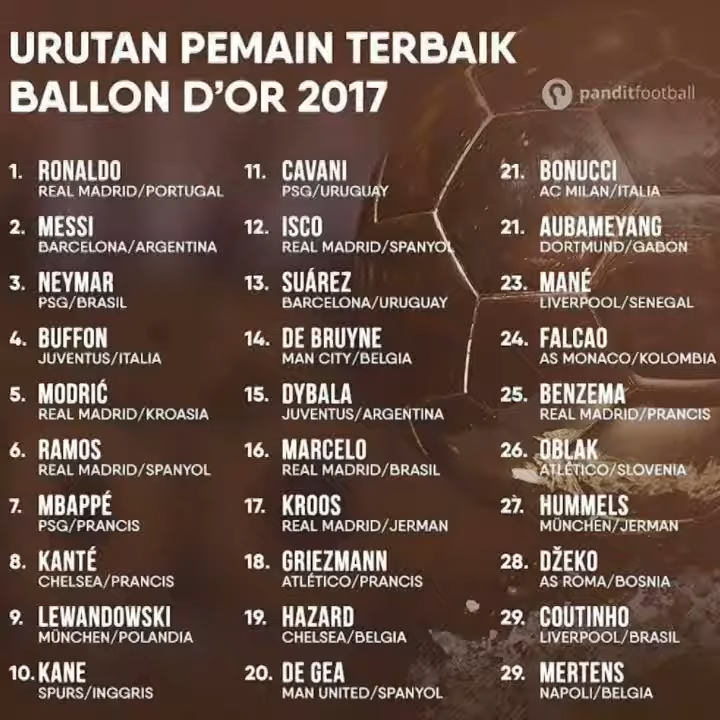 URUTAN PEMAIN TERBAIK
BALLON D'OR 2017
panditfootball
1. RONALDO
REAL MADRID/PORTUGAL
2. MESSI
BARCELONA/ARGENTINA
3. NEYMAR
PSG/BRASIL
4. BUFFON
JUVENTUS/ITALIA
5. MODRIĆ
REAL MADRID/KROASIA
6. RAMOS
REAL MADRID/SPANYOL
7. MBAPPÉ
PSG/PRANCIS
8. KANTÉ
CHELSEA/PRANCIS
9. LEWANDOWSKI
MÜNCHEN/POLANDIA
10. KANE
SPURS/INGGRIS
11. CAVANI
PSG/URUGUAY
12. ISCO
REAL MADRID/SPANYOL
13. SUÁREZ
BARCELONA/URUGUAY
14. DE BRUYNE
MAN CITY/BELGIA
15. DYBALA
JUVENTUS/ARGENTINA
16. MARCELO
REAL MADRID/BRASIL
17. KROOS
REAL MADRID/JERMAN
18. GRIEZMANN
ATLÉTICO/PRANCIS
19. HAZARD
CHELSEA/BELGIA
20. DE GEA
MAN UNITED/SPANYOL
21. BONUCCI
AC MILAN/ITALIA
21. AUBAMEYANG
DORTMUND/GABON
23. MANÉ
LIVERPOOL/SENEGAL
24. FALCAO
AS MONACO/KOLOMBIA
25. BENZEMA
REAL MADRID/PRANCIS
26. OBLAK
ATLÉTICO/SLOVENIA
27. HUMMELS
MÜNCHEN/JERMAN
28. DŽEKO
AS ROMA/BOSNIA
29. COUTINHO
LIVERPOOL/BRASIL
29. MERTENS
NAPOLI/BELGIA